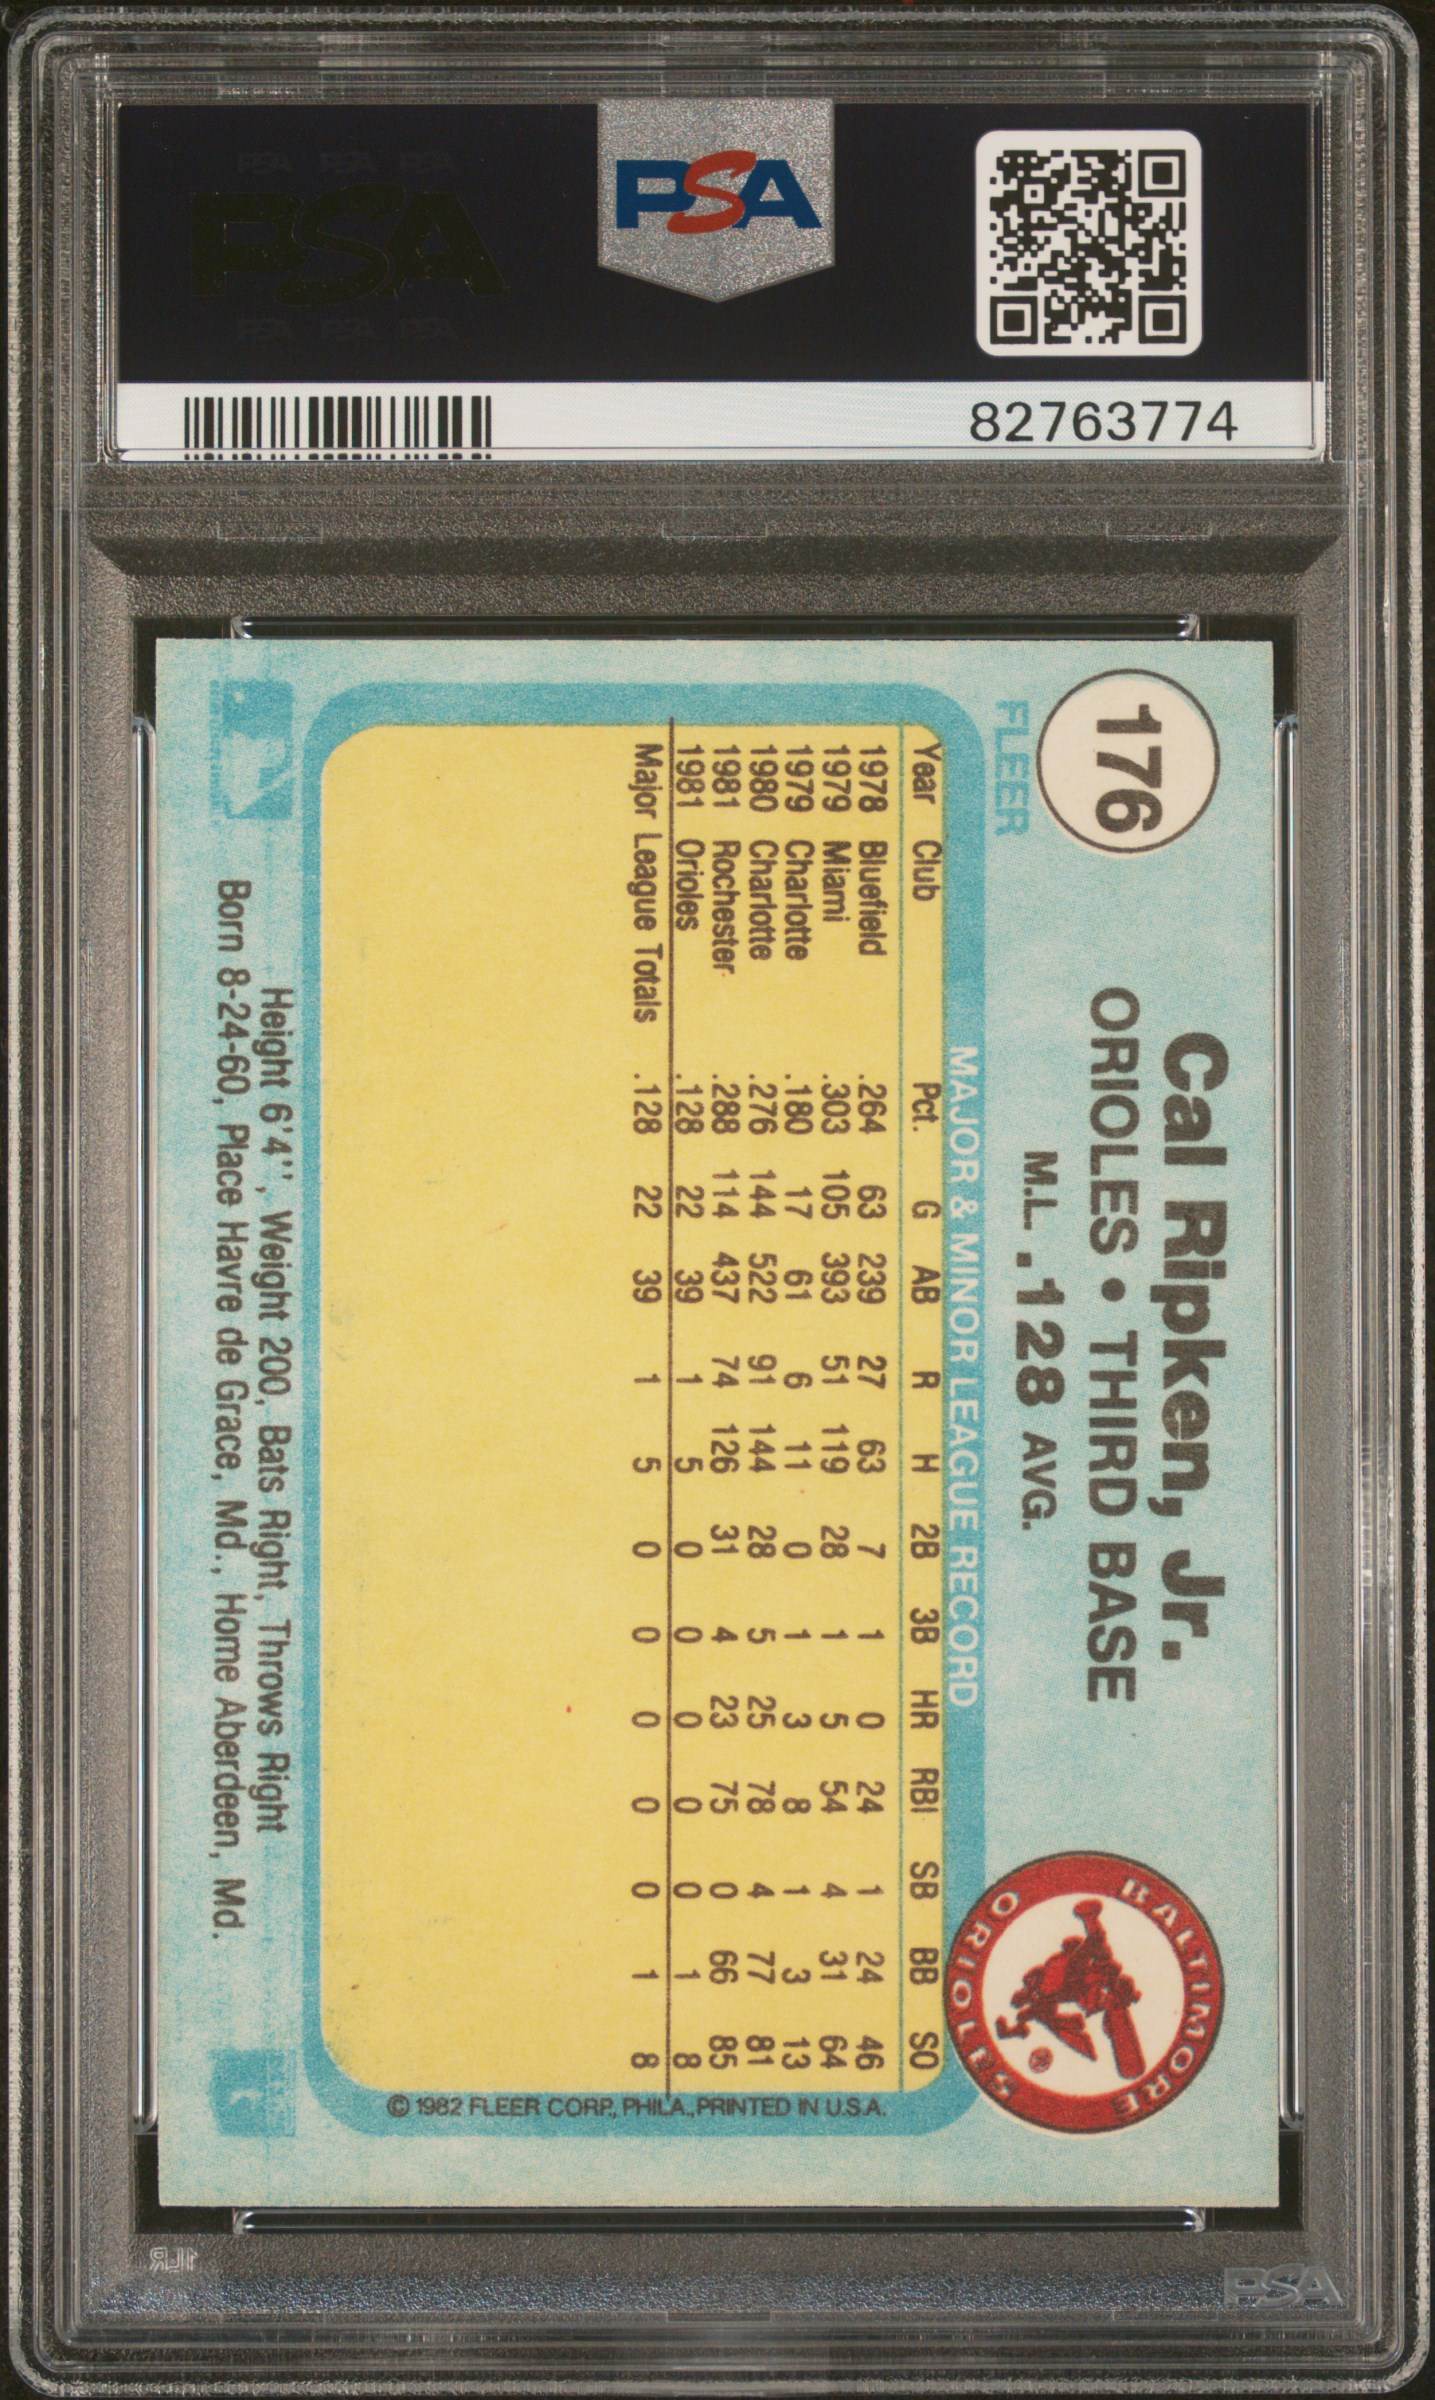 PSA PSA PSA
PSA
PSA PSA PSA
PSA
82763774
176
FLEER
Cal Ripken, Jr.
ORIOLES • THIRD BASE
M.L. .128 AVG.
BALTIMORE
ORIOLES
®
MAJOR & MINOR LEAGUE RECORD
Year Club Pct. G AB R H 2B 3B HR RBI SB BB SO
1978 Bluefield .264 63 239 27 63 7 1 0 24 1 24 46
1979 Miami .303 105 393 51 119 28 1 5 54 4 31 64
1979 Charlotte .180 17 61 6 11 0 1 3 8 1 3 13
1980 Charlotte .276 144 522 91 144 28 5 25 78 4 77 81
1981 Rochester .288 114 437 74 126 31 4 23 75 0 66 85
1981 Orioles .128 22 39 1 5 0 0 0 0 0 1 8
Major League Totals .128 22 39 1 5 0 0 0 0 0 1 8
© 1982 FLEER CORP., PHILA., PRINTED IN U.S.A.
Height 6'4'', Weight 200, Bats Right, Throws Right
Born 8-24-60, Place Havre de Grace, Md., Home Aberdeen, Md.
1LR
PSA